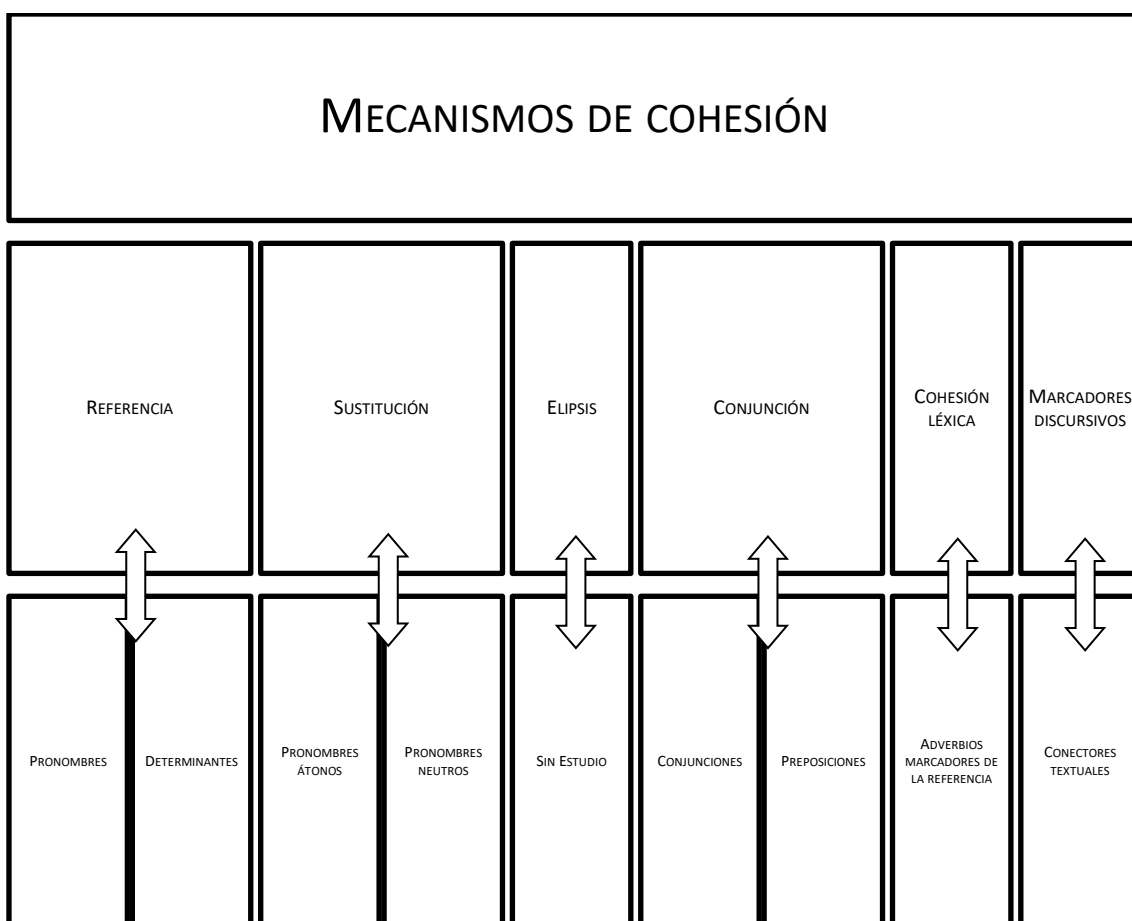 MECANISMOS DE COHESIÓN
REFERENCIA
SUSTITUCIÓN
ELIPSIS
CONJUNCIÓN
COHESIÓN
LÉXICA
MARCADORES
DISCURSIVOS
PRONOMBRES
DETERMINANTES
PRONOMBRES
ÁTONOS
PRONOMBRES
NEUTROS
SIN ESTUDIO
CONJUNCIONES
PREPOSICIONES
ADVERBIOS
MARCADORES DE
LA REFERENCIA
CONECTORES
TEXTUALES